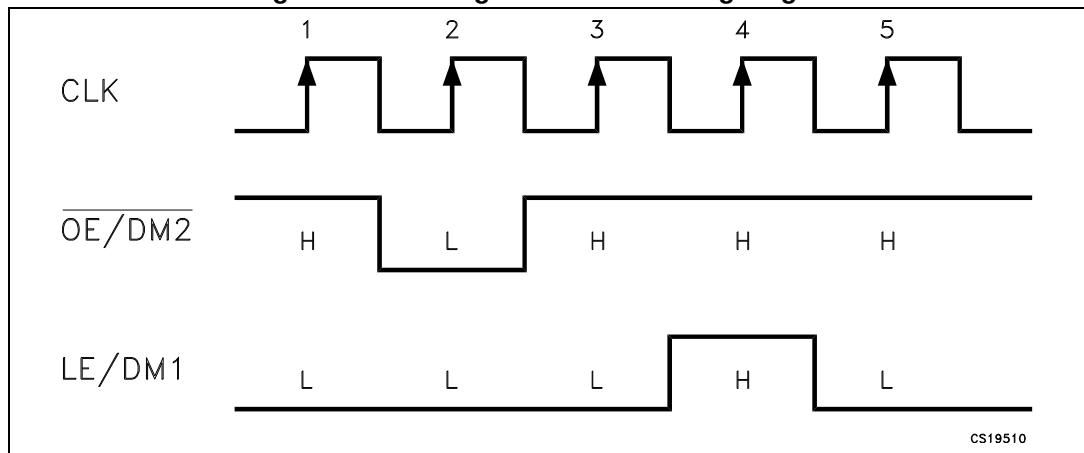 1 2 3 4 5
CLK
OE/DM2
H L H H H
LE/DM1
L L L H L
CS19510